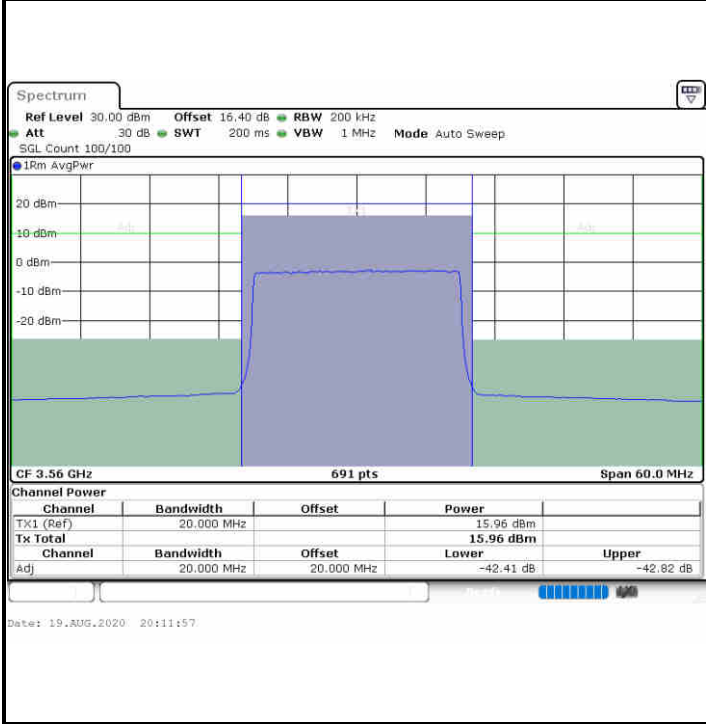 Spectrum
Ref Level 30.00 dBm Offset 16.40 dB RBW 200 kHz
Att 30 dB SWT 200 ms VBW 1 MHz Mode Auto Sweep
SGL Count 100/100
1Rm AvgPwr
20 dBm
Adj
Adj
10 dBm
0 dBm
-10 dBm
-20 dBm
CF 3.56 GHz 691 pts Span 60.0 MHz
Channel Power
Channel Bandwidth Offset Power
TX1 (Ref) 20.000 MHz 15.96 dBm
Tx Total 15.96 dBm
Channel Bandwidth Offset Lower Upper
Adj 20.000 MHz 20.000 MHz -42.41 dB -42.82 dB
Date: 19.AUG.2020 20:11:57